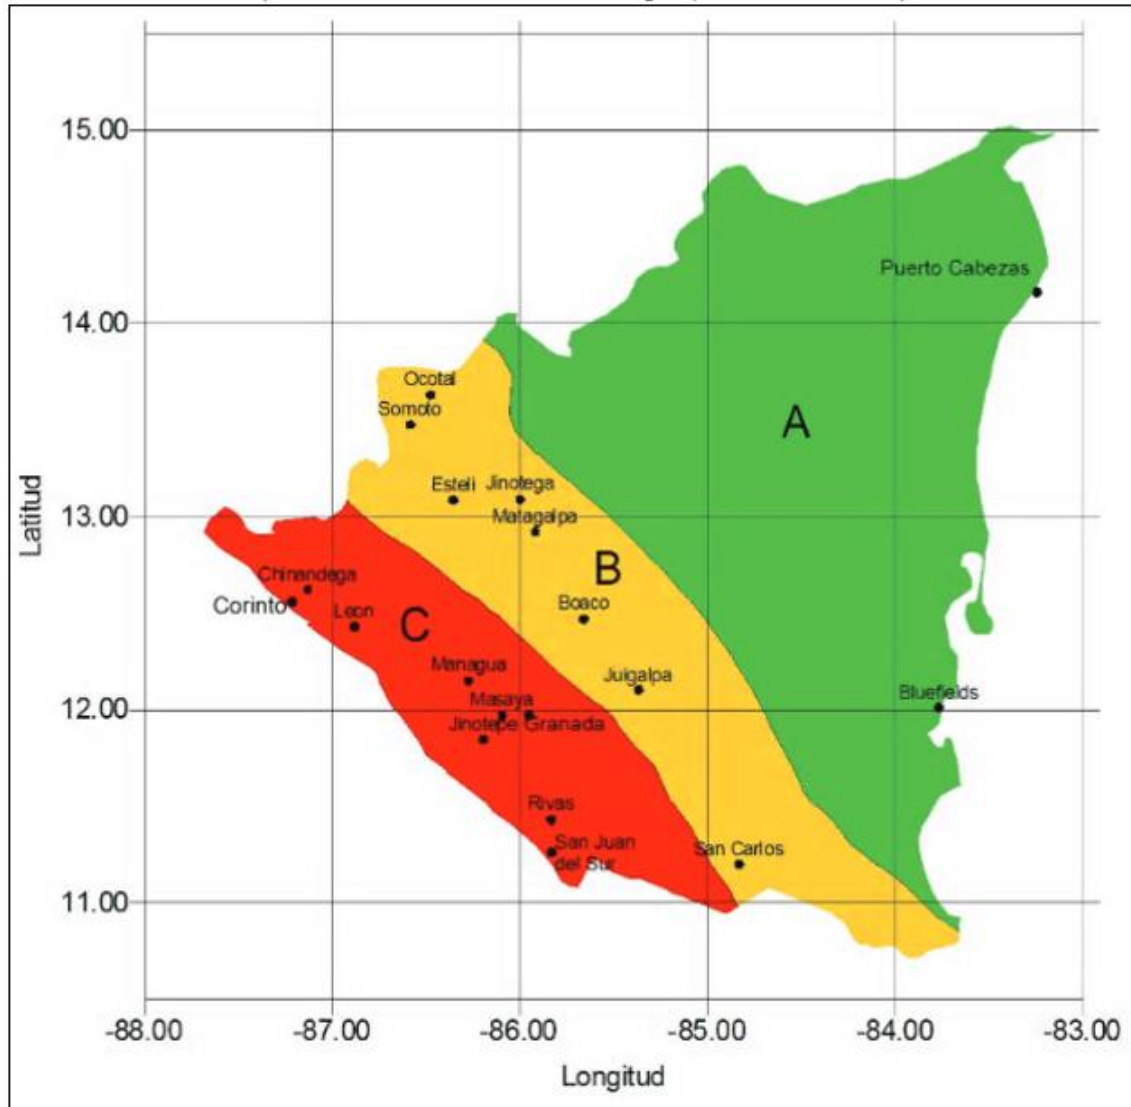 15.00
Puerto Cabezas
14.00
Ocotal
Somoto
A
Esteli Jinotega
13.00
Matagalpa
B
Chinandega
Boaco
Corinto
Leon
C
Managua
Juigalpa
Masaya
Bluefields
12.00
Jinotepe Granada
Rivas
San Juan
del Sur
San Carlos
11.00
Latitud
-88.00 -87.00 -86.00 -85.00 -84.00 -83.00
Longitud